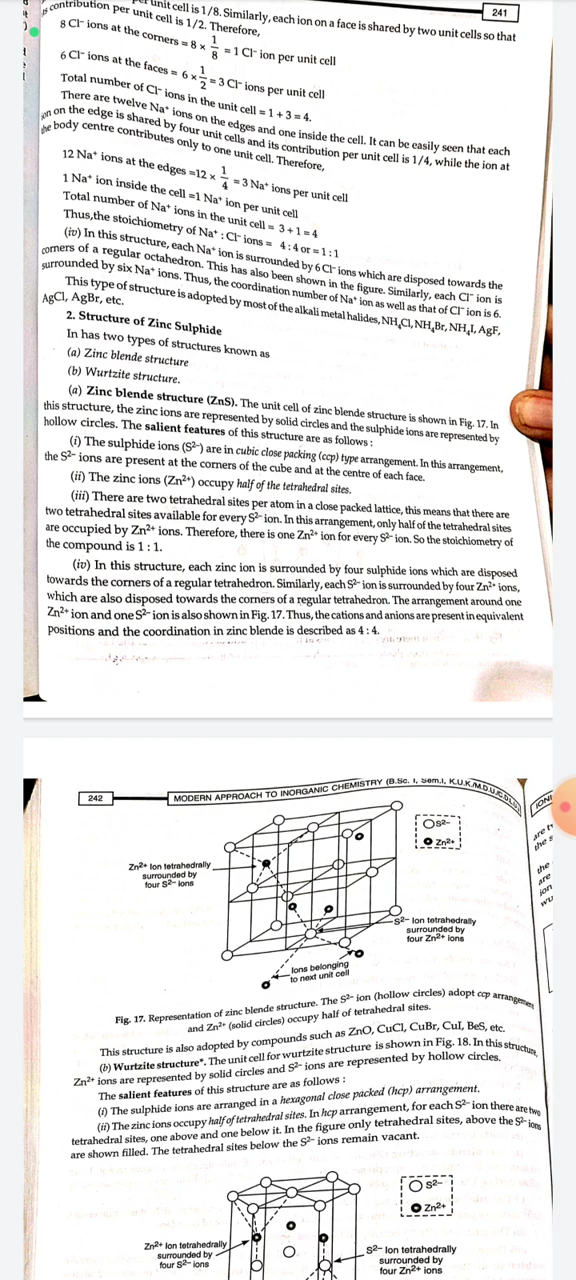 241
contribution per unit cell is 1/8. Similarly, each ion on a face is shared by two unit cells so that
contribution per unit cell is 1/2. Therefore,
8 Cl⁻ ions at the corners = 8 × 1/8 = 1 Cl⁻ ion per unit cell
6 Cl⁻ ions at the faces = 6 × 1/2 = 3 Cl⁻ ions per unit cell
Total number of Cl⁻ ions in the unit cell = 1 + 3 = 4.
There are twelve Na⁺ ions on the edges and one inside the cell. It can be easily seen that each
ion on the edge is shared by four unit cells and its contribution per unit cell is 1/4, while the ion at
the body centre contributes only to one unit cell. Therefore,
12 Na⁺ ions at the edges =12 × 1/4 = 3 Na⁺ ions per unit cell
1 Na⁺ ion inside the cell =1 Na⁺ ion per unit cell
Total number of Na⁺ ions in the unit cell = 3 + 1 = 4
Thus,the stoichiometry of Na⁺ : Cl⁻ ions = 4 : 4 or = 1 : 1
(iv) In this structure, each Na⁺ ion is surrounded by 6 Cl⁻ ions which are disposed towards the
corners of a regular octahedron. This has also been shown in the figure. Similarly, each Cl⁻ ion is
surrounded by six Na⁺ ions. Thus, the coordination number of Na⁺ ion as well as that of Cl⁻ ion is 6.
This type of structure is adopted by most of the alkali metal halides, NH₄Cl, NH₄Br, NH₄I, AgF,
AgCl, AgBr, etc.
2. Structure of Zinc Sulphide
In has two types of structures known as
(a) Zinc blende structure
(b) Wurtzite structure.
(a) Zinc blende structure (ZnS). The unit cell of zinc blende structure is shown in Fig. 17. In
this structure, the zinc ions are represented by solid circles and the sulphide ions are represented by
hollow circles. The salient features of this structure are as follows :
(i) The sulphide ions (S²⁻) are in cubic close packing (ccp) type arrangement. In this arrangement,
the S²⁻ ions are present at the corners of the cube and at the centre of each face.
(ii) The zinc ions (Zn²⁺) occupy half of the tetrahedral sites.
(iii) There are two tetrahedral sites per atom in a close packed lattice, this means that there are
two tetrahedral sites available for every S²⁻ ion. In this arrangement, only half of the tetrahedral sites
are occupied by Zn²⁺ ions. Therefore, there is one Zn²⁺ ion for every S²⁻ ion. So the stoichiometry of
the compound is 1 : 1.
(iv) In this structure, each zinc ion is surrounded by four sulphide ions which are disposed
towards the corners of a regular tetrahedron. Similarly, each S²⁻ ion is surrounded by four Zn²⁺ ions,
which are also disposed towards the corners of a regular tetrahedron. The arrangement around one
Zn²⁺ ion and one S²⁻ ion is also shown in Fig. 17. Thus, the cations and anions are present in equivalent
positions and the coordination in zinc blende is described as 4 : 4.
242
MODERN APPROACH TO INORGANIC CHEMISTRY (B.Sc. I, Sem.I, K.U.K./M.D.U./C.D.L.U.)
S²⁻
Zn²⁺
Zn²⁺ Ion tetrahedrally
surrounded by
four S²⁻ Ions
S²⁻ Ion tetrahedrally
surrounded by
four Zn²⁺ ions
Ions belonging
to next unit cell
Fig. 17. Representation of zinc blende structure. The S²⁻ ion (hollow circles) adopt ccp arrangement
and Zn²⁺ (solid circles) occupy half of tetrahedral sites.
This structure is also adopted by compounds such as ZnO, CuCl, CuBr, CuI, BeS, etc.
(b) Wurtzite structure*. The unit cell for wurtzite structure is shown in Fig. 18. In this structure,
Zn²⁺ ions are represented by solid circles and S²⁻ ions are represented by hollow circles.
The salient features of this structure are as follows :
(i) The sulphide ions are arranged in a hexagonal close packed (hcp) arrangement.
(ii) The zinc ions occupy half of tetrahedral sites. In hcp arrangement, for each S²⁻ ion there are two
tetrahedral sites, one above and one below it. In the figure only tetrahedral sites, above the S²⁻ ions
are shown filled. The tetrahedral sites below the S²⁻ ions remain vacant.
S²⁻
Zn²⁺
Zn²⁺ Ion tetrahedrally
surrounded by
four S²⁻ ions
S²⁻ Ion tetrahedrally
surrounded by
four Zn²⁺ ions
IONI
the
are
ion